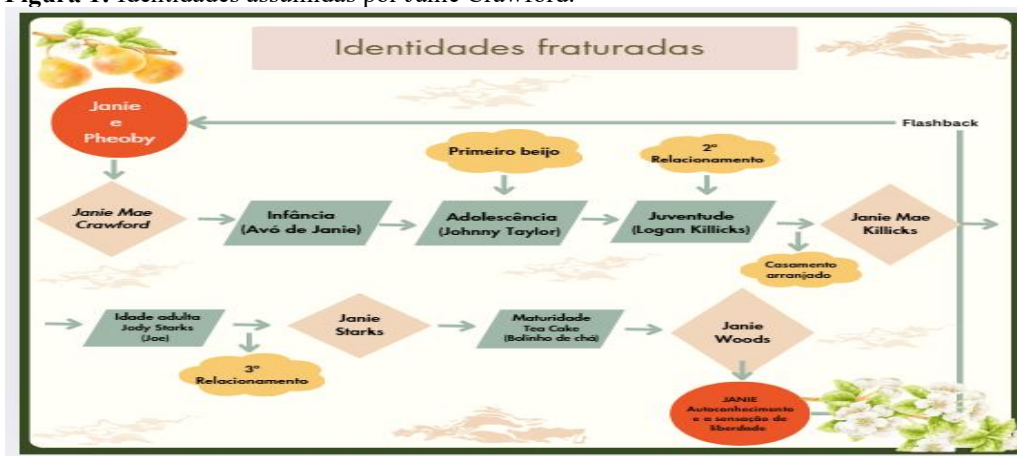 Figura 1. Identidades assumidas por Janie Crawford.
Identidades fraturadas
Janie
e
Pheoby
Flashback
Primeiro beijo
2º
Relacionamento
Janie Mae
Crawford
Infância
(Avó de Janie)
Adolescência
(Johnny Taylor)
Juventude
(Logan Killicks)
Janie Mae
Killicks
Casamento
arranjado
Idade adulta
Jody Starks
(Joe)
Janie
Starks
Maturidade
Tea Cake
(Bolinho de chá)
Janie
Woods
3º
Relacionamento
JANIE
Autoconhecimento
e a sensação de
liberdade